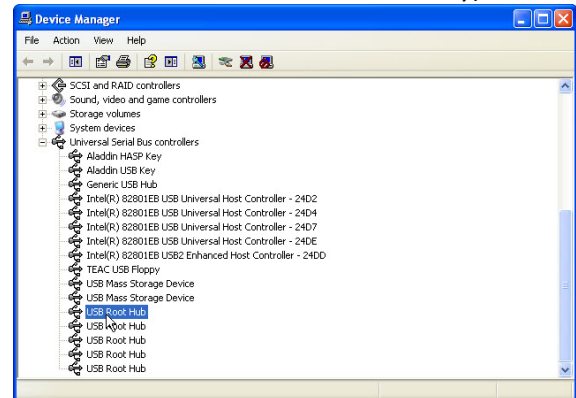 Device Manager
File Action View Help
SCSI and RAID controllers
Sound, video and game controllers
Storage volumes
System devices
Universal Serial Bus controllers
Aladdin HASP Key
Aladdin USB Key
Generic USB Hub
Intel(R) 82801EB USB Universal Host Controller - 24D2
Intel(R) 82801EB USB Universal Host Controller - 24D4
Intel(R) 82801EB USB Universal Host Controller - 24D7
Intel(R) 82801EB USB Universal Host Controller - 24DE
Intel(R) 82801EB USB2 Enhanced Host Controller - 24DD
TEAC USB Floppy
USB Mass Storage Device
USB Mass Storage Device
USB Root Hub
USB Root Hub
USB Root Hub
USB Root Hub
USB Root Hub